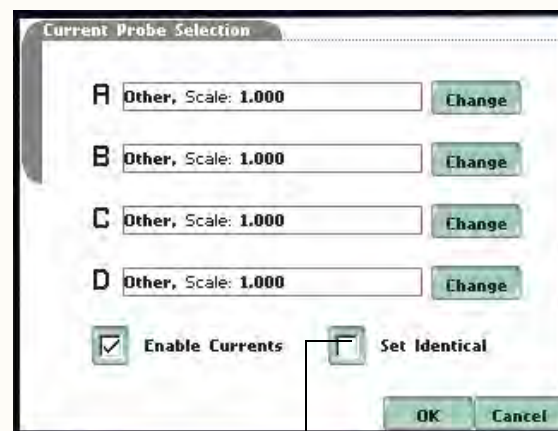 Current Probe Selection
A Other, Scale: 1.000 Change
B Other, Scale: 1.000 Change
C Other, Scale: 1.000 Change
D Other, Scale: 1.000 Change
Enable Currents Set Identical
OK Cancel